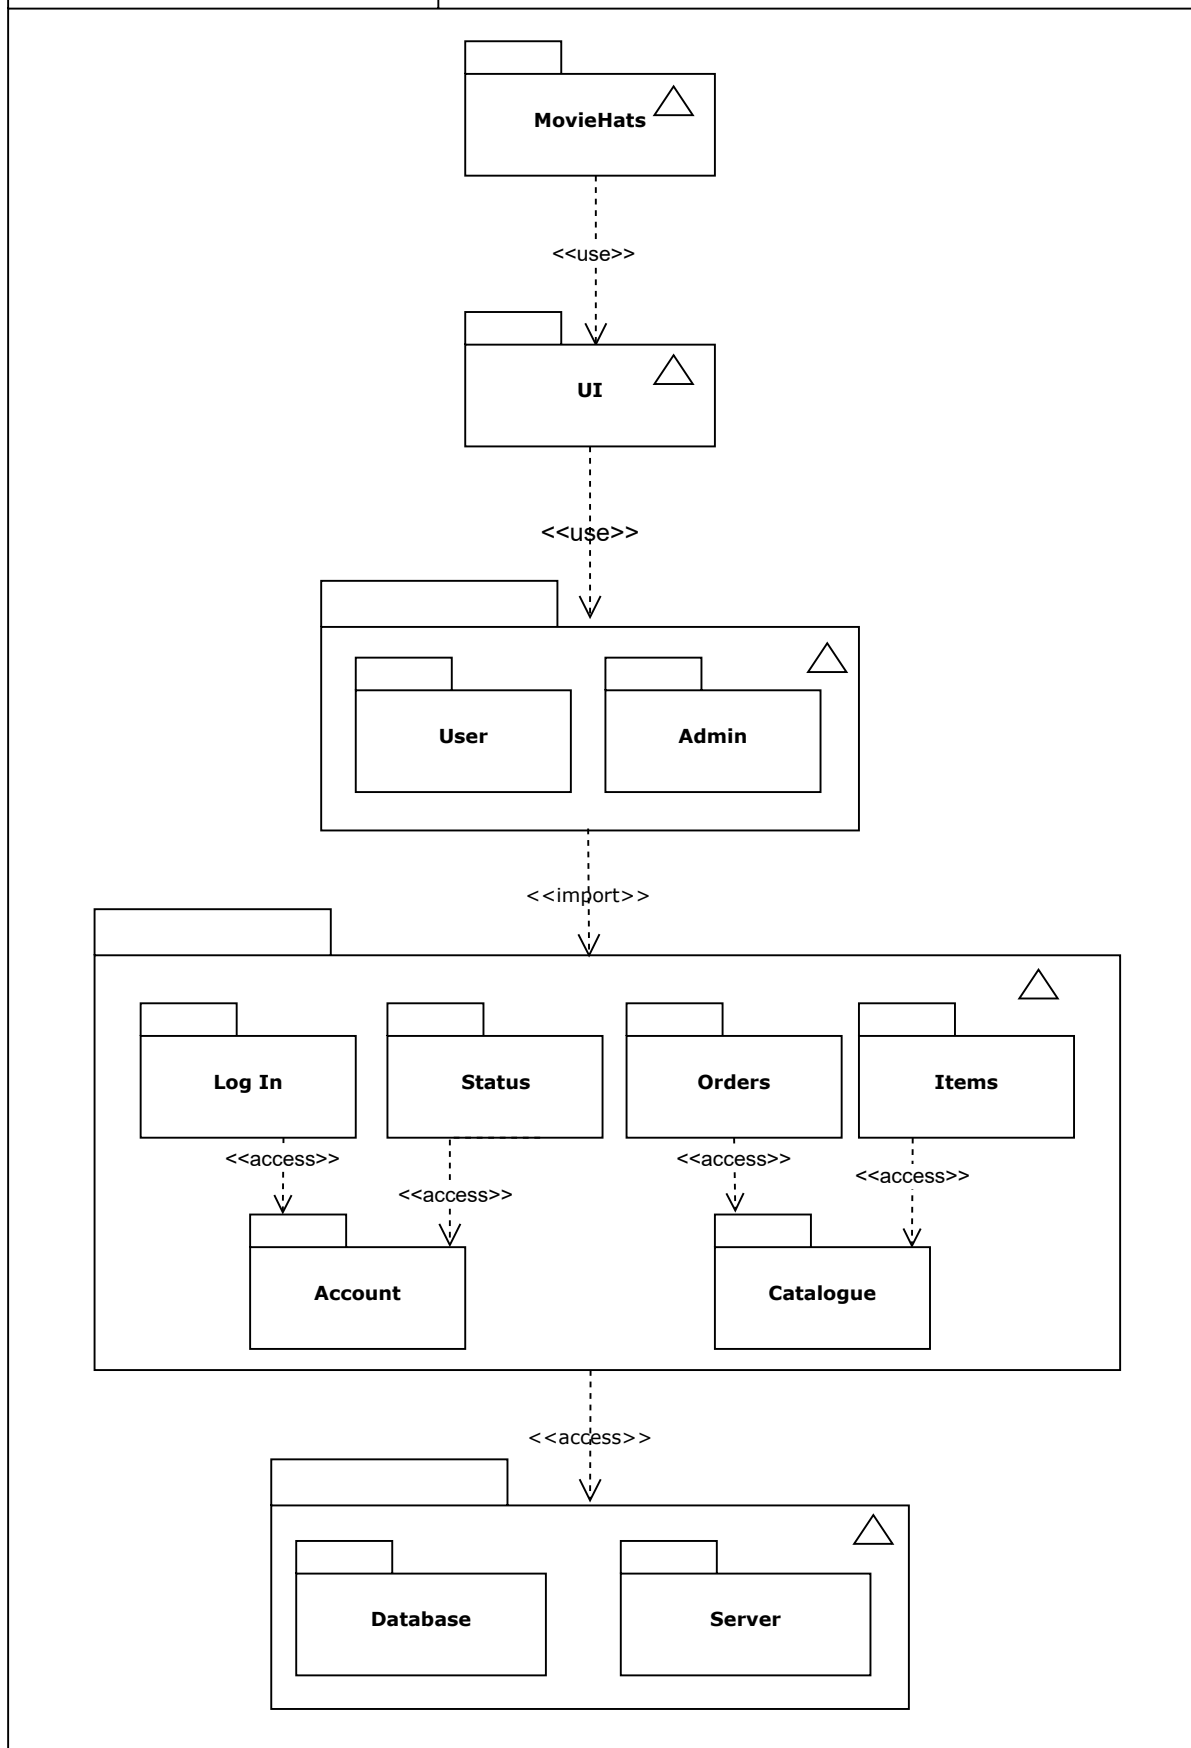 MovieHats
<<use>>
UI
<<use>>
User
Admin
<<import>>
Log In
Status
Orders
Items
<<access>>
<<access>>
<<access>>
<<access>>
Account
Catalogue
<<access>>
Database
Server